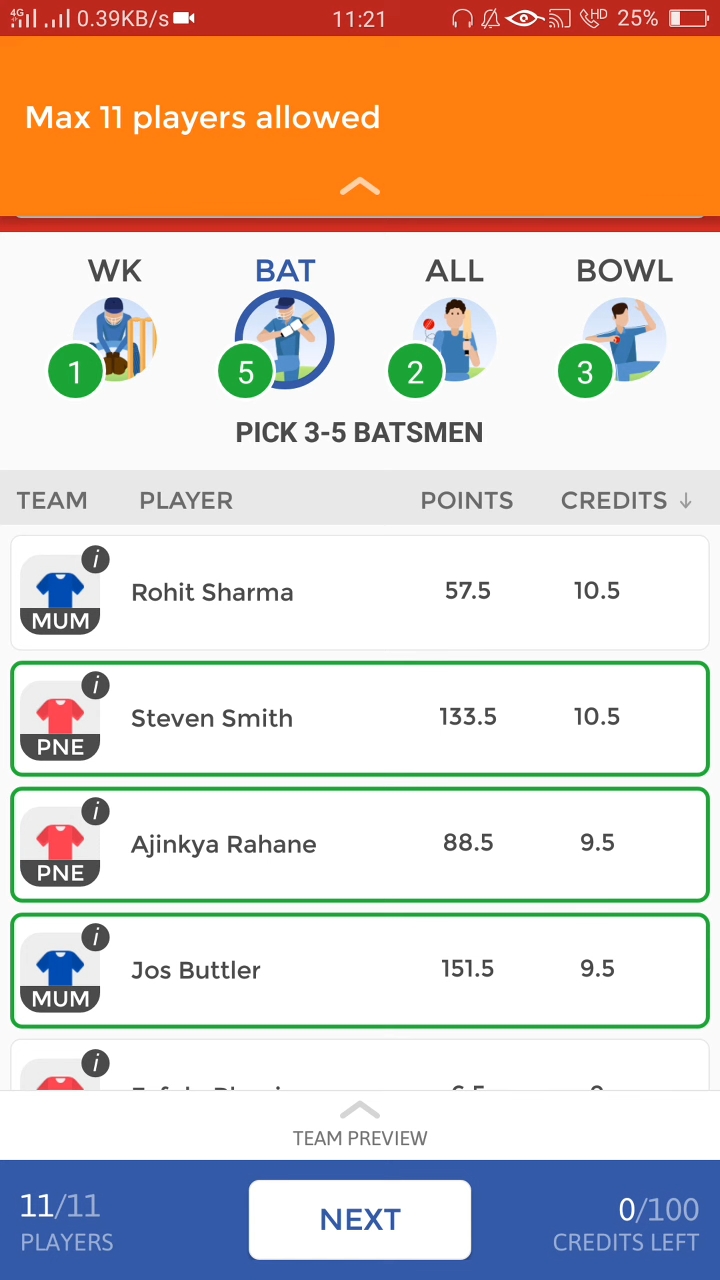 4G 0.39KB/s 11:21 HD 25%
Max 11 players allowed
WK BAT ALL BOWL
1 5 2 3
PICK 3-5 BATSMEN
TEAM PLAYER POINTS CREDITS ↓
i
MUM Rohit Sharma 57.5 10.5
i
PNE Steven Smith 133.5 10.5
i
PNE Ajinkya Rahane 88.5 9.5
i
MUM Jos Buttler 151.5 9.5
i
TEAM PREVIEW
11/11 NEXT 0/100
PLAYERS CREDITS LEFT